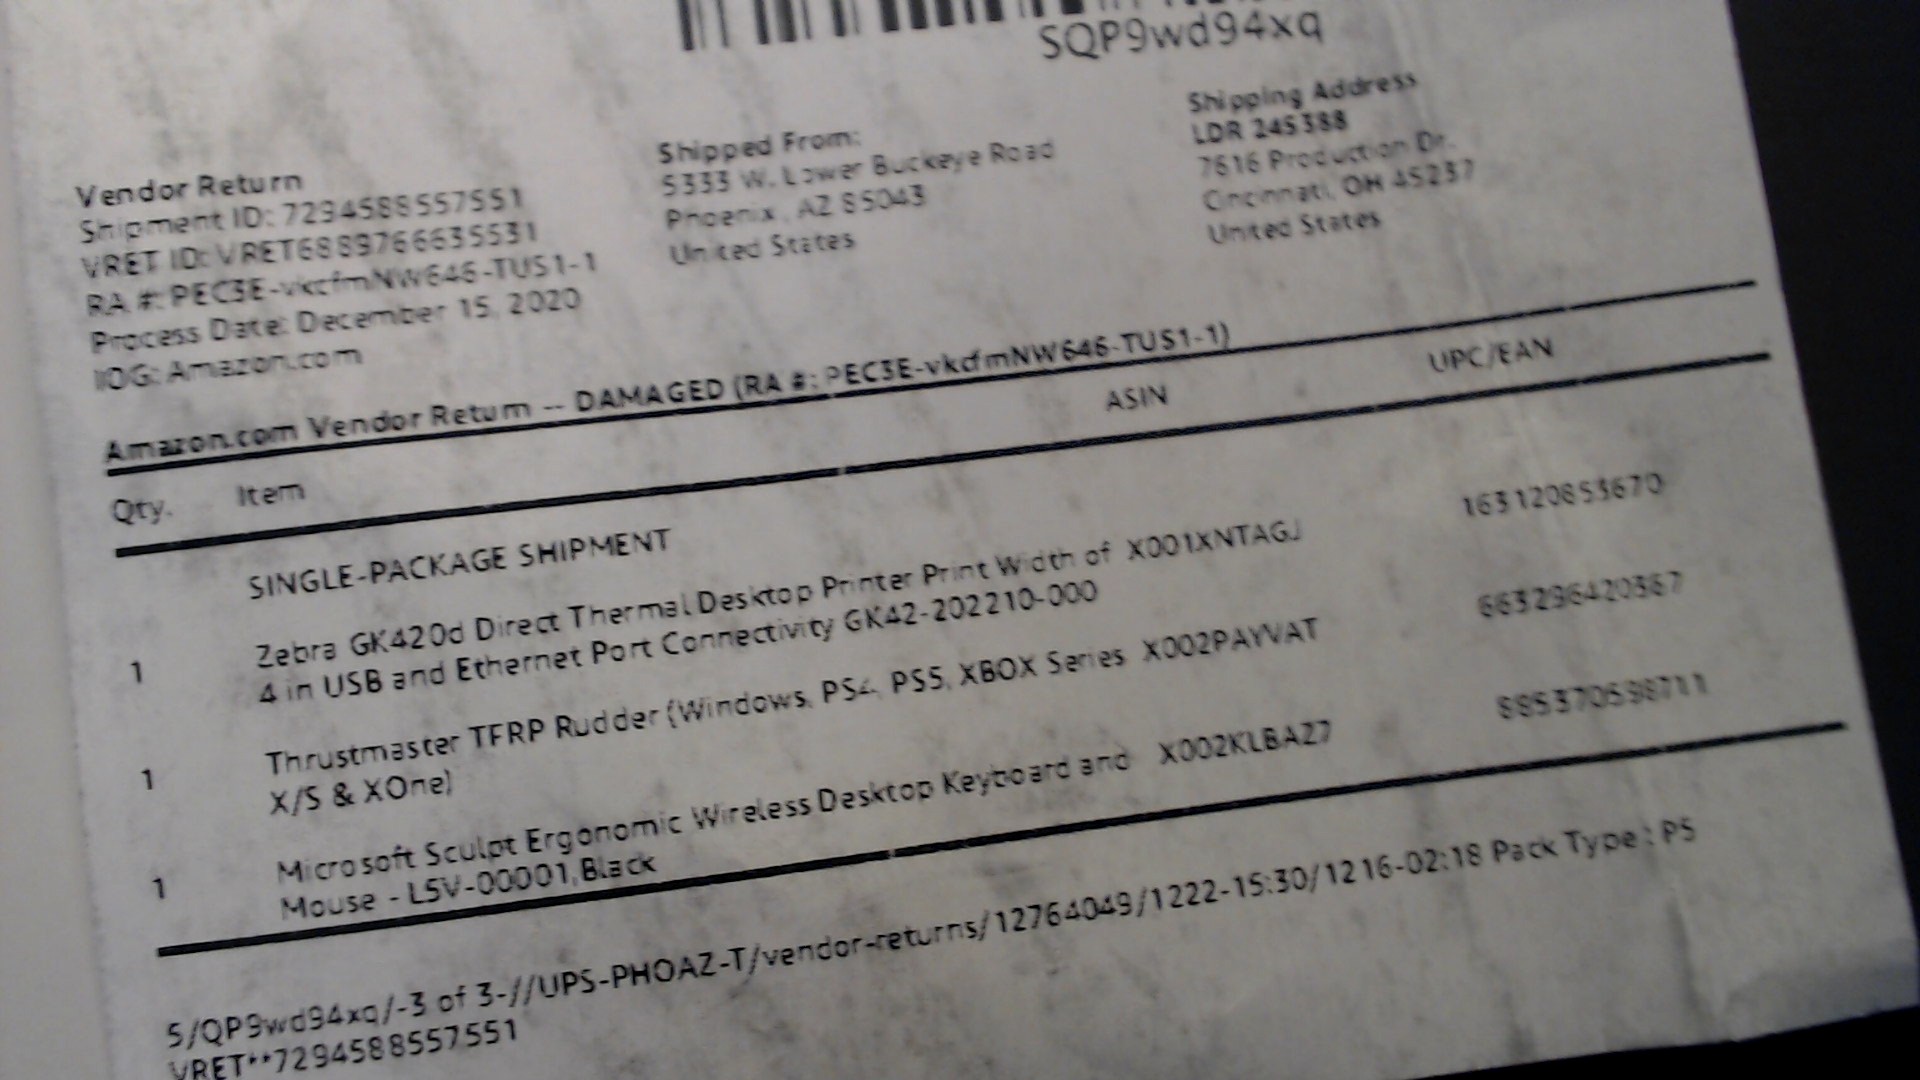 SQP9wd94xq
Vendor Return
Shipment ID: 7294588557551
VRET ID: VRET6889766635531
RA #: PEC3E-vkcfmNW646-TUS1-1
Process Date: December 15, 2020
IOG: Amazon.com
Shipped From:
5333 W. Lower Buckeye Road
Phoenix, AZ 85043
United States
Shipping Address
LDR 245388
7616 Production Dr.
Cincinnati, OH 45237
United States
Amazon.com Vendor Return -- DAMAGED (RA #: PEC3E-vkcfmNW646-TUS1-1)
Qty. Item ASIN UPC/EAN
SINGLE-PACKAGE SHIPMENT
1 Zebra GK420d Direct Thermal Desktop Printer Print Width of X001XNTAGJ 163120853670
4 in USB and Ethernet Port Connectivity GK42-202210-000
1 Thrustmaster TFRP Rudder (Windows, PS4, PS5, XBOX Series X002PAYVAT 663296420367
X/S & XOne)
1 Microsoft Sculpt Ergonomic Wireless Desktop Keyboard and X002KLBAZ7 885370598711
Mouse - L5V-00001,Black
S/QP9wd94xq/-3 of 3-//UPS-PHOAZ-T/vendor-returns/12764049/1222-15:30/1216-02:18 Pack Type : P5
VRET**7294588557551